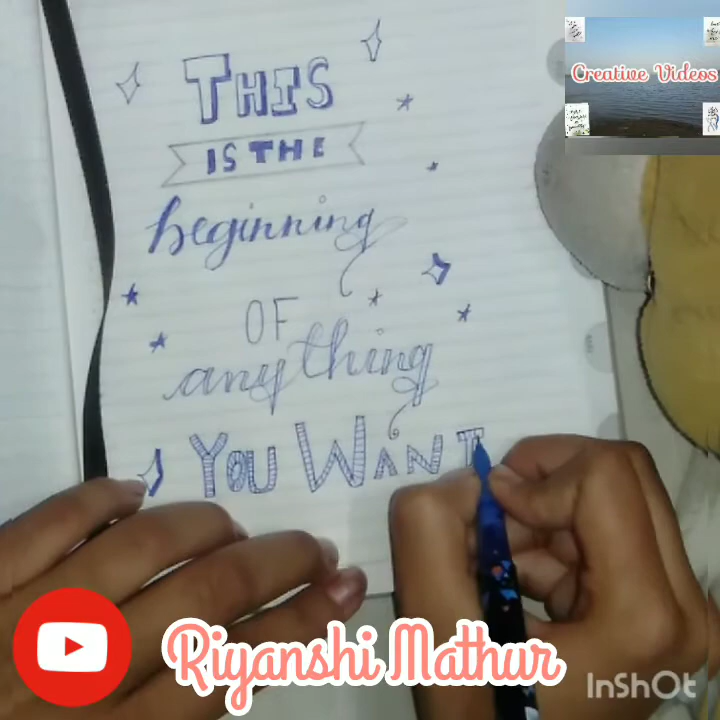 THIS
IS THE
beginning
OF
anything
YOU WANT
Creative Videos
Riyanshi Mathur
InShOt